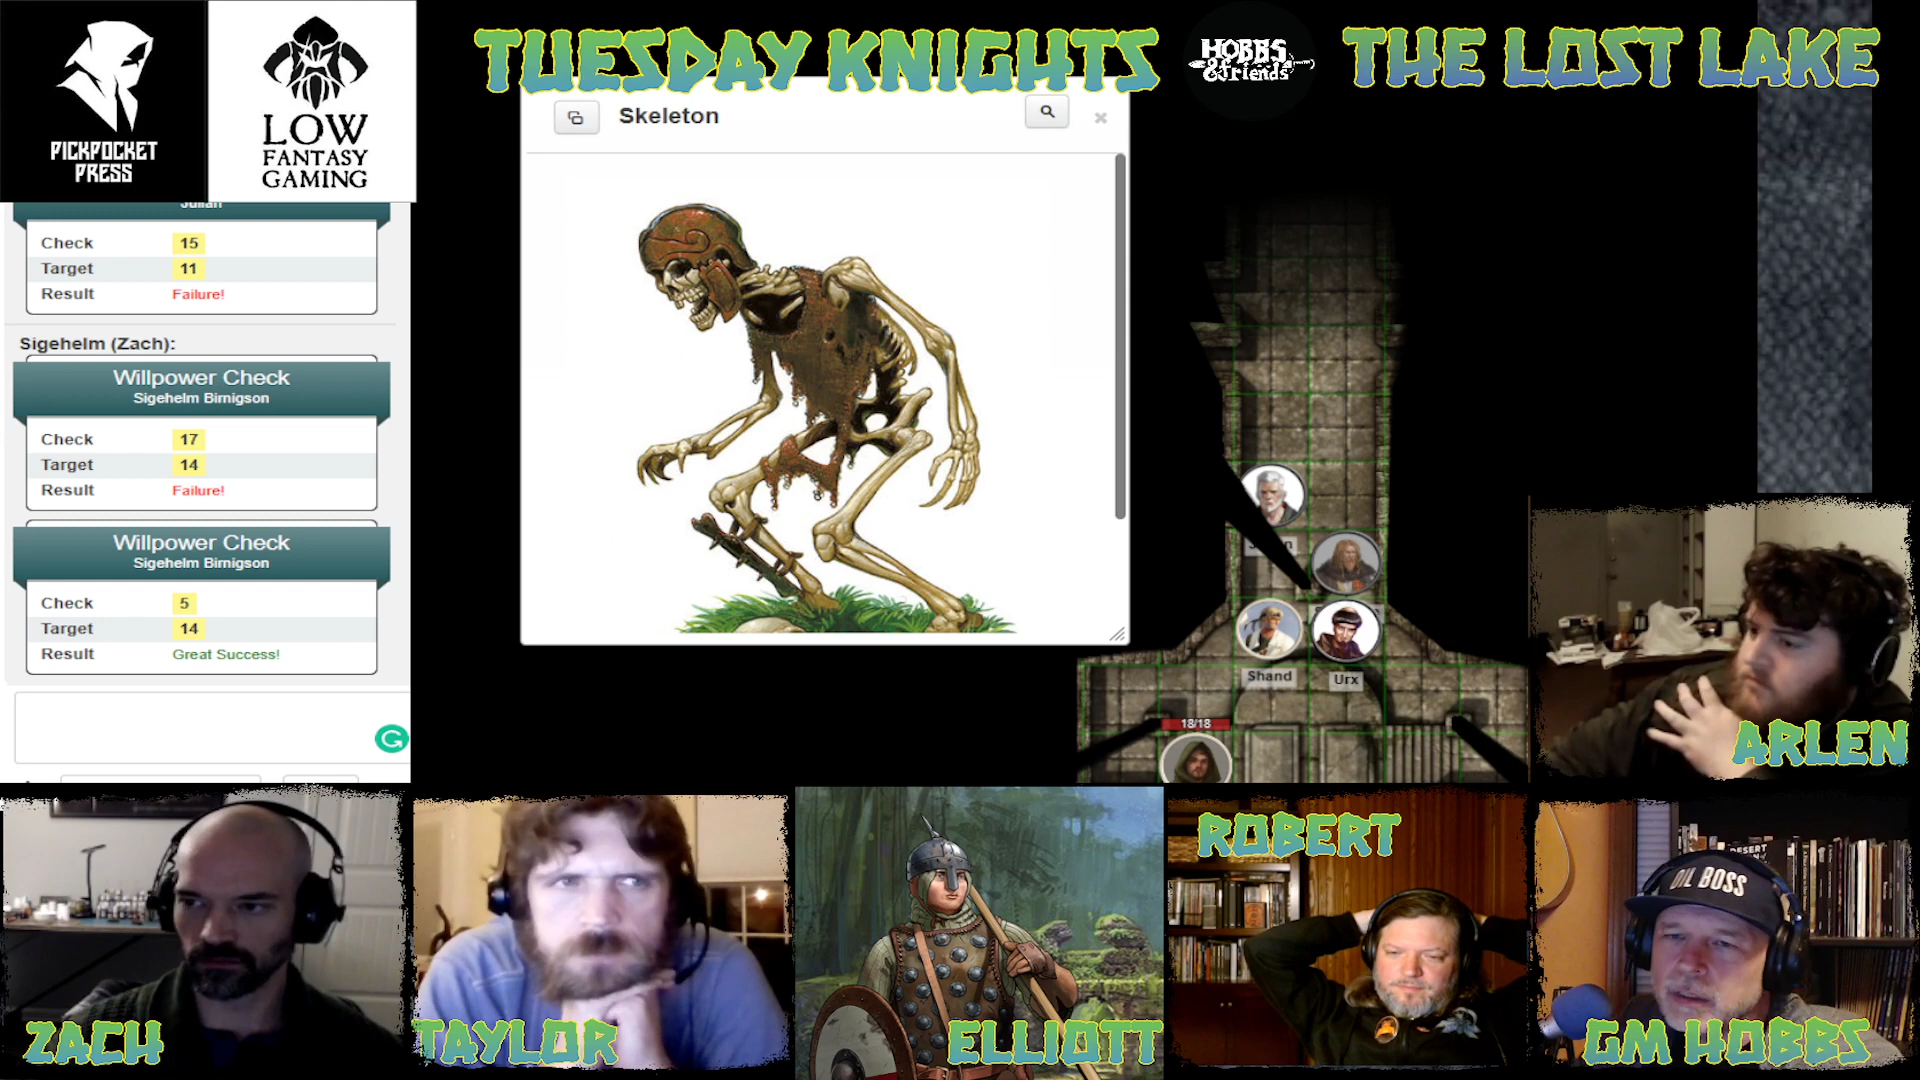 TUESDAY KNIGHTS
HOBBS
&friends
THE LOST LAKE
PICKPOCKET
PRESS
LOW
FANTASY
GAMING
Skeleton
Julian
Check 15
Target 11
Result Failure!
Sigehelm (Zach):
Willpower Check
Sigehelm Birnigson
Check 17
Target 14
Result Failure!
Willpower Check
Sigehelm Birnigson
Check 5
Target 14
Result Great Success!
Shand
Urx
18/18
ARLEN
ZACH
TAYLOR
ELLIOTT
ROBERT
OIL BOSS
GM HOBBS